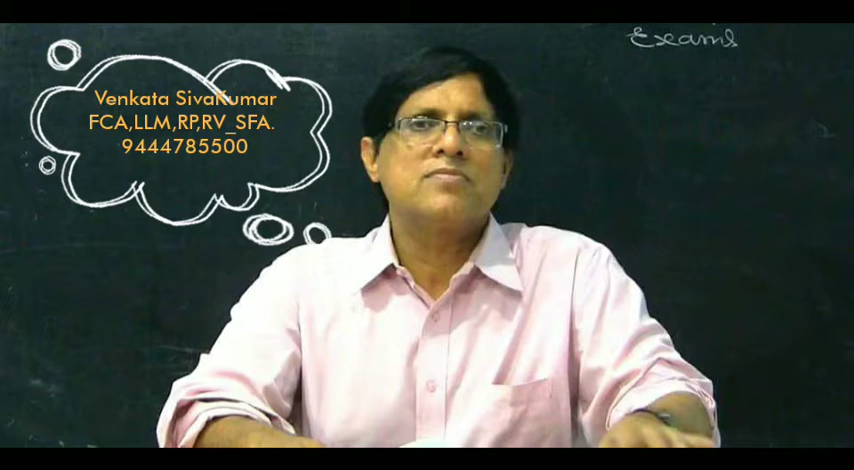 Exams
Venkata SivaKumar
FCA,LLM,RP,RV_SFA.
9444785500